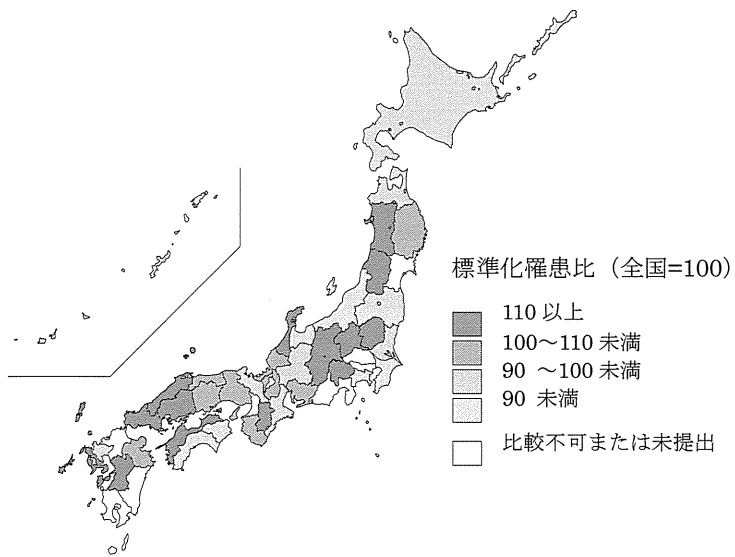 標準化罹患比（全国=100）
110 以上
100～110 未満
90 ～100 未満
90 未満
比較不可または未提出